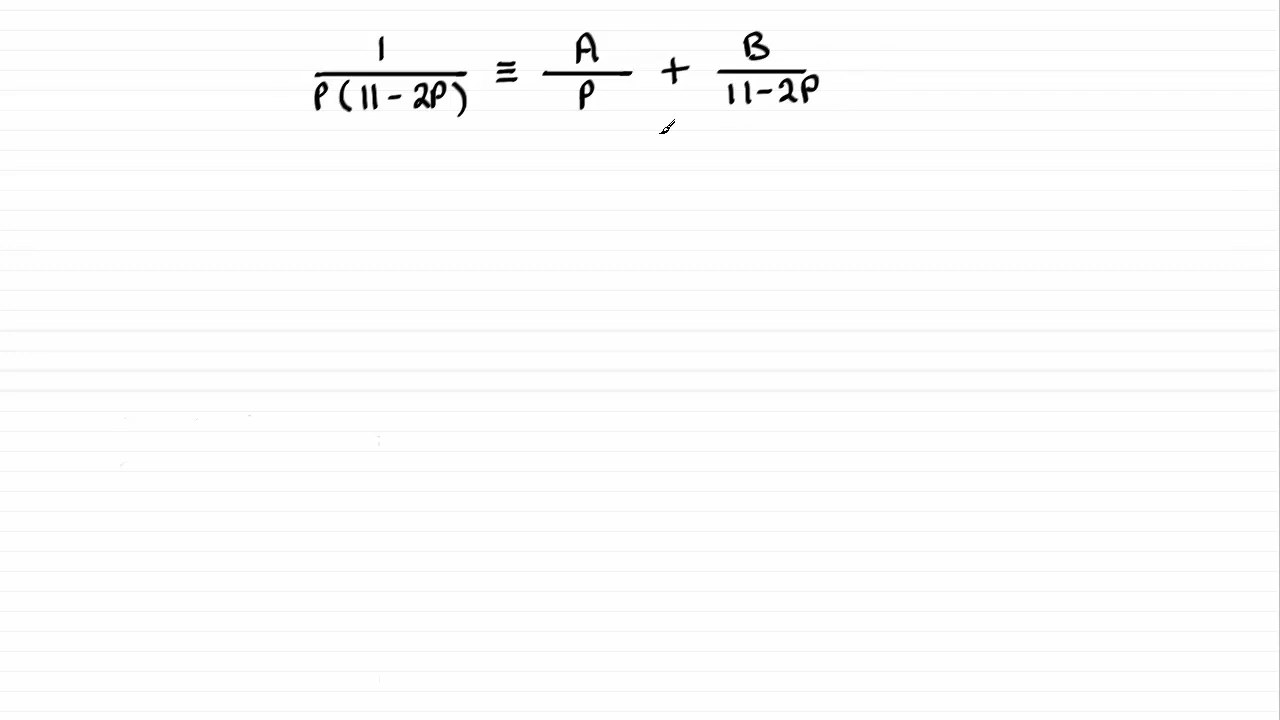 1/P(11-2P) ≡ A/P + B/11-2P